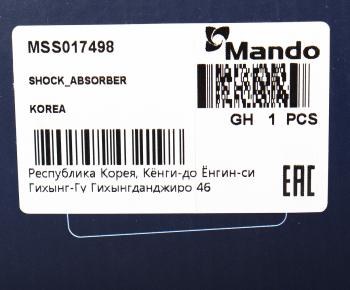 MSS017498
Mando
SHOCK_ABSORBER
KOREA
GH 1 PCS
Республика Корея, Кёнги-до Ёнгин-си
Гихынг-Гу Гихынгданджиро 46
EAC